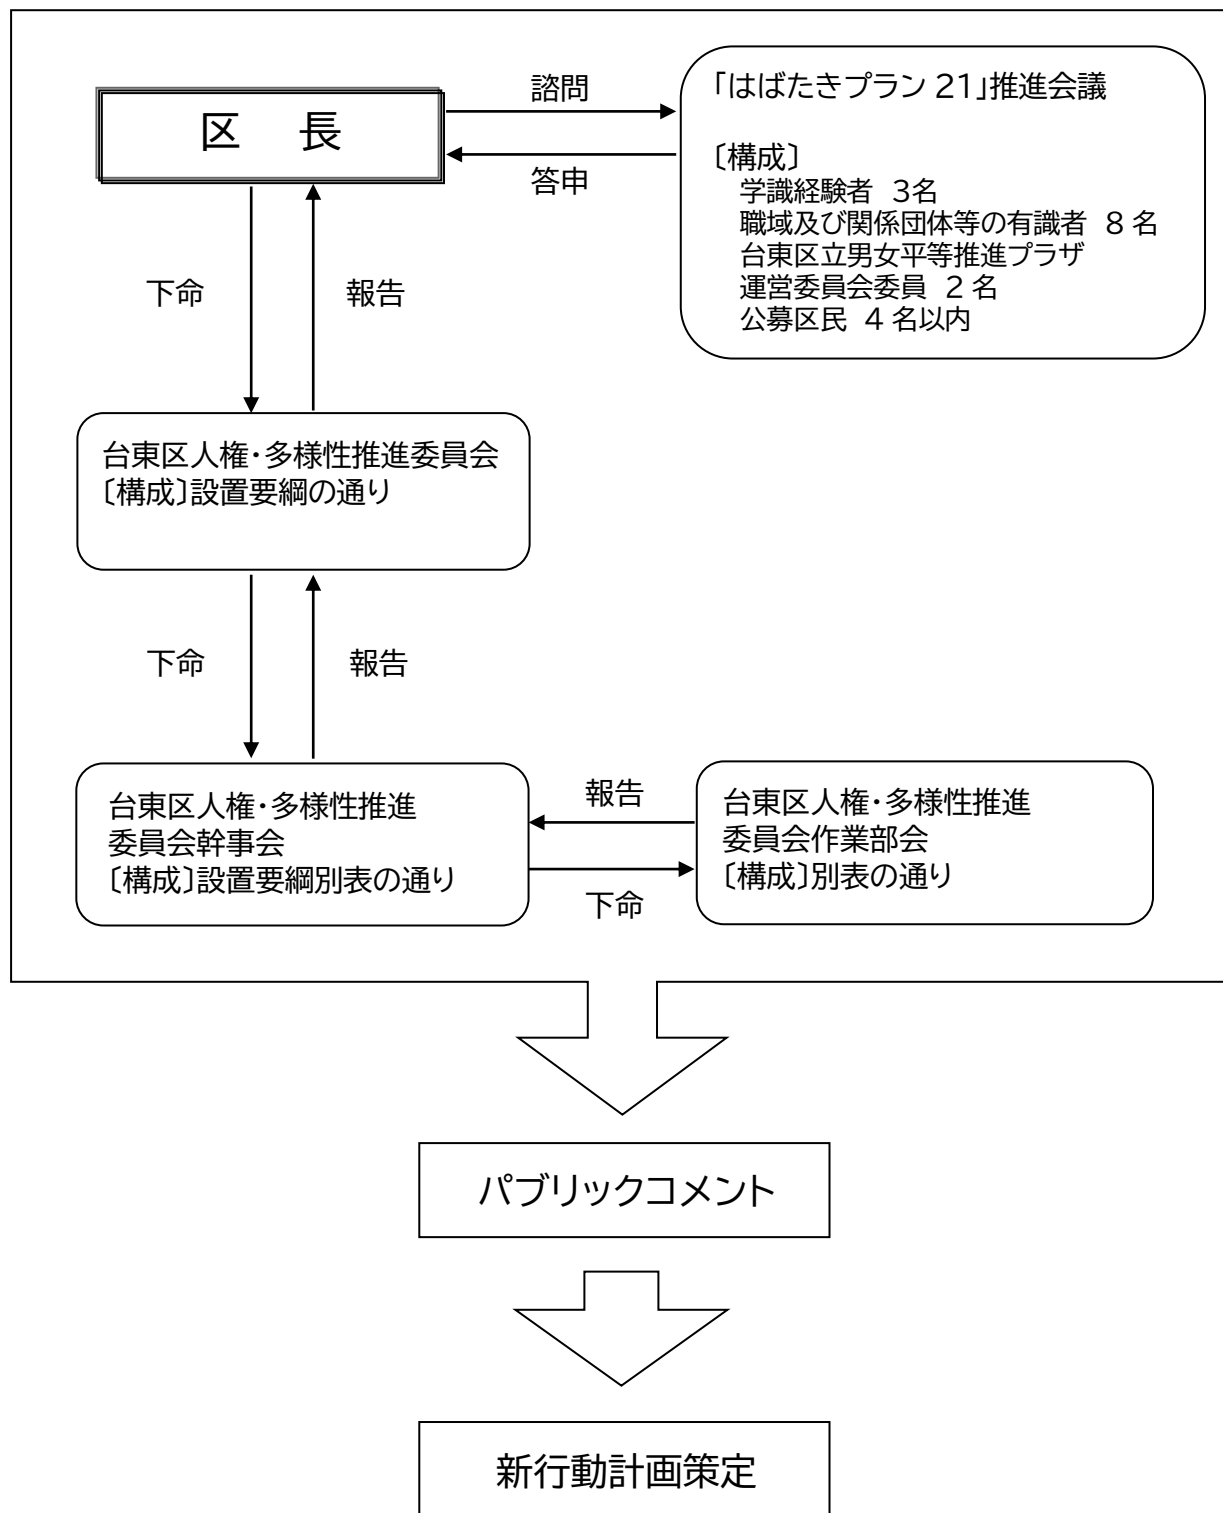 区　長
諮問
答申
「はばたきプラン 21」推進会議
〔構成〕
学識経験者　3名
職域及び関係団体等の有識者　8 名
台東区立男女平等推進プラザ
運営委員会委員　2 名
公募区民　4 名以内
下命
報告
台東区人権・多様性推進委員会
〔構成〕設置要綱の通り
下命
報告
台東区人権・多様性推進
委員会幹事会
〔構成〕設置要綱別表の通り
報告
下命
台東区人権・多様性推進
委員会作業部会
〔構成〕別表の通り
パブリックコメント
新行動計画策定